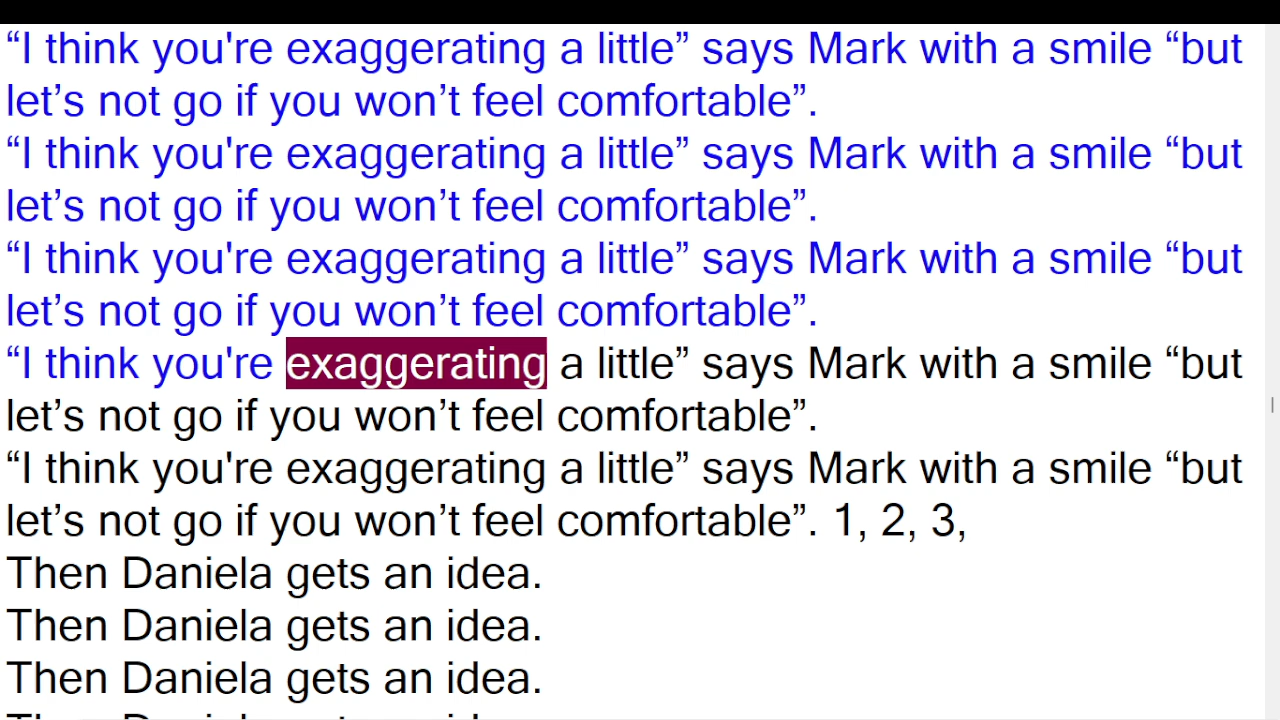 “I think you're exaggerating a little” says Mark with a smile “but
let’s not go if you won’t feel comfortable”.
“I think you're exaggerating a little” says Mark with a smile “but
let’s not go if you won’t feel comfortable”.
“I think you're exaggerating a little” says Mark with a smile “but
let’s not go if you won’t feel comfortable”.
“I think you're exaggerating a little” says Mark with a smile “but
let’s not go if you won’t feel comfortable”.
“I think you're exaggerating a little” says Mark with a smile “but
let’s not go if you won’t feel comfortable”. 1, 2, 3,
Then Daniela gets an idea.
Then Daniela gets an idea.
Then Daniela gets an idea.